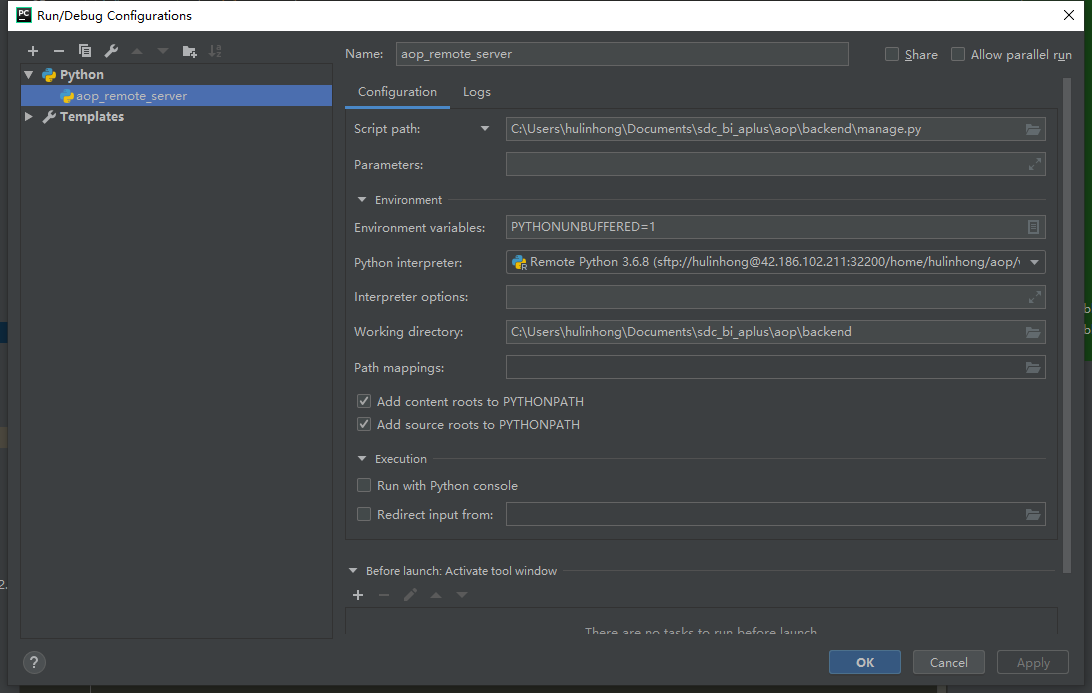 PC Run/Debug Configurations
Name: aop_remote_server Share Allow parallel run
Python
aop_remote_server
Templates
Configuration Logs
Script path: C:\Users\hulinhong\Documents\sdc_bi_aplus\aop\backend\manage.py
Parameters:
Environment
Environment variables: PYTHONUNBUFFERED=1
Python interpreter: Remote Python 3.6.8 (sftp://hulinhong@42.186.102.211:32200/home/hulinhong/aop/
Interpreter options:
Working directory: C:\Users\hulinhong\Documents\sdc_bi_aplus\aop\backend
Path mappings:
Add content roots to PYTHONPATH
Add source roots to PYTHONPATH
Execution
Run with Python console
Redirect input from:
Before launch: Activate tool window
There are no tasks to run before launch
? OK Cancel Apply